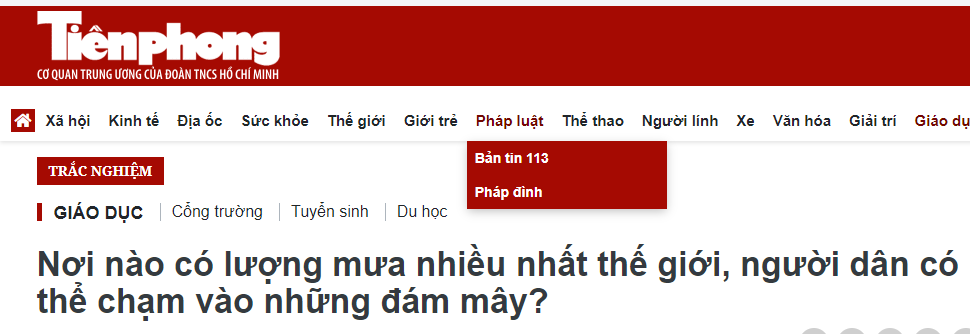 Tiênphong
CƠ QUAN TRUNG ƯƠNG CỦA ĐOÀN TNCS HỒ CHÍ MINH
Xã hội Kinh tế Địa ốc Sức khỏe Thế giới Giới trẻ Pháp luật Thể thao Người lính Xe Văn hóa Giải trí Giáo dụ
Bản tin 113
Pháp đình
TRẮC NGHIỆM
GIÁO DỤC Cổng trường Tuyển sinh Du học
Nơi nào có lượng mưa nhiều nhất thế giới, người dân có
thể chạm vào những đám mây?